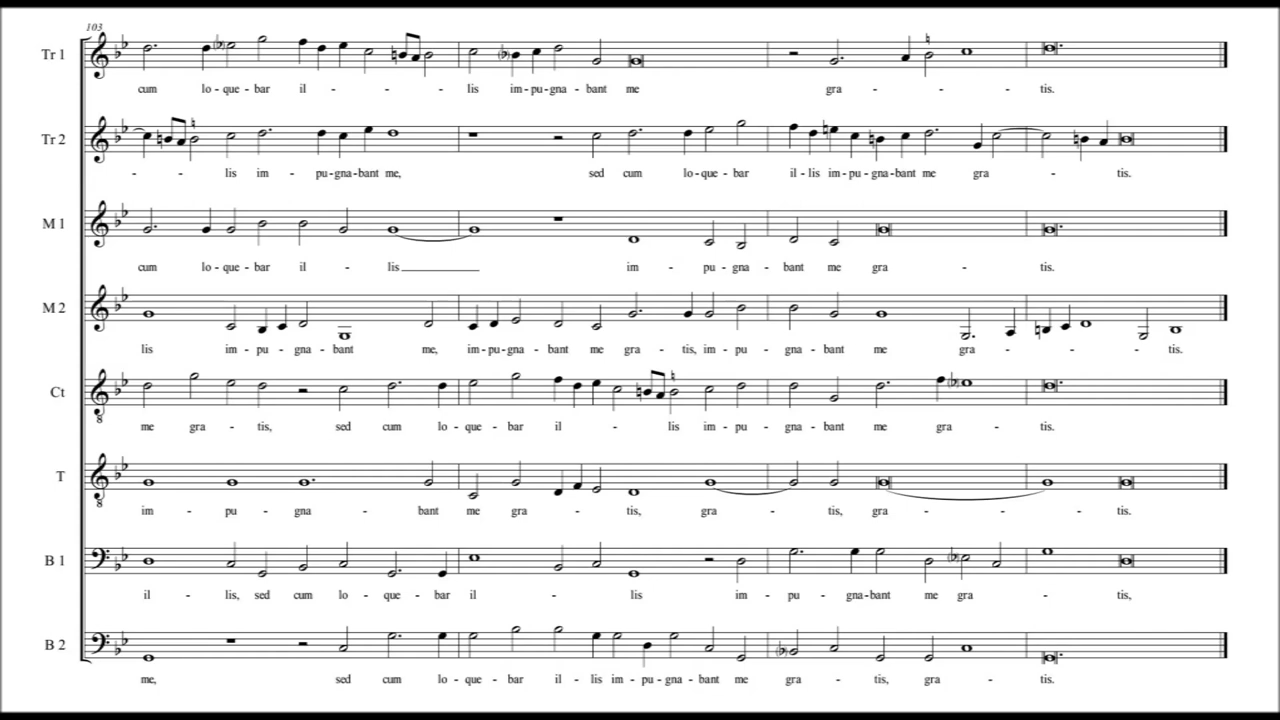 103
Tr 1
cum lo - que - bar il - - - lis im - pu - gna - bant me gra - - tis.
Tr 2
- - lis im - pu - gna - bant me, sed cum lo - que - bar il - lis im - pu - gna - bant me gra - tis.
M 1
cum lo - que - bar il - lis im - pu - gna - bant me gra - tis.
M 2
lis im - pu - gna - bant me, im - pu - gna - bant me gra - tis, im - pu - gna - bant me gra - - - tis.
Ct
8
me gra - tis, sed cum lo - que - bar il - - lis im - pu - gna - bant me gra - tis.
T
8
im - pu - gna - bant me gra - tis, gra - tis, gra - - tis.
B 1
il - lis, sed cum lo - que - bar il - lis im - pu - gna - bant me gra - tis,
B 2
me, sed cum lo - que - bar il - lis im - pu - gna - bant me gra - tis, gra - tis.